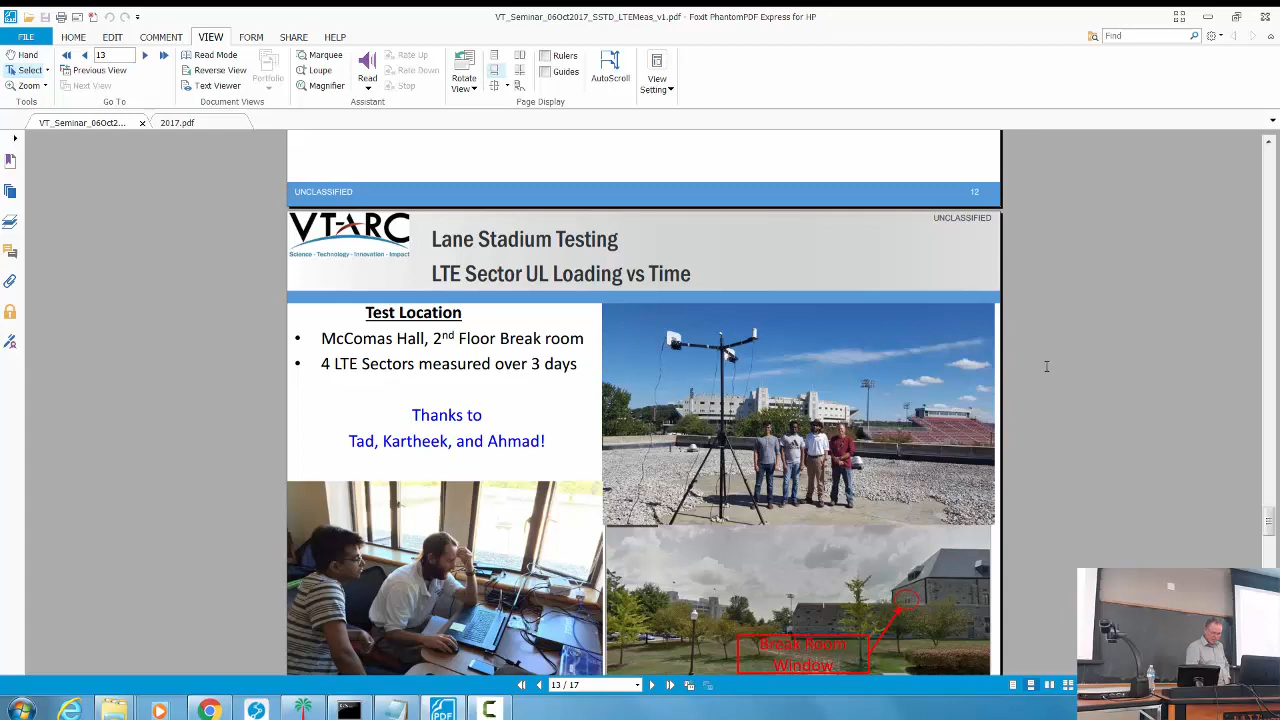 VT_Seminar_06Oct2017_SSTD_LTEMeas_v1.pdf - Foxit PhantomPDF Express for HP
FILE HOME EDIT COMMENT VIEW FORM SHARE HELP
Find
Hand
Select
Zoom
Tools
13
Previous View
Next View
Go To
Read Mode
Reverse View
Text Viewer
Portfolio
Document Views
Marquee
Loupe
Magnifier
Read
Rate Up
Rate Down
Stop
Assistant
Rotate
View
Rulers
Guides
Page Display
AutoScroll
View
Setting
VT_Seminar_06Oct2...
2017.pdf
UNCLASSIFIED 12
VT-ARC
Science - Technology - Innovation - Impact
UNCLASSIFIED
Lane Stadium Testing
LTE Sector UL Loading vs Time
Test Location
• McComas Hall, 2nd Floor Break room
• 4 LTE Sectors measured over 3 days
Thanks to
Tad, Kartheek, and Ahmad!
Break Room
Window
13 / 17
PDF